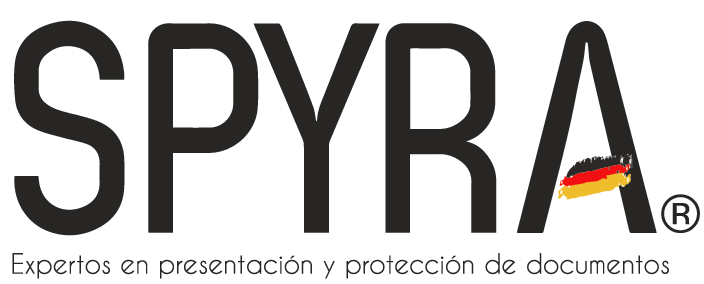 SPYRA®
Expertos en presentación y protección de documentos